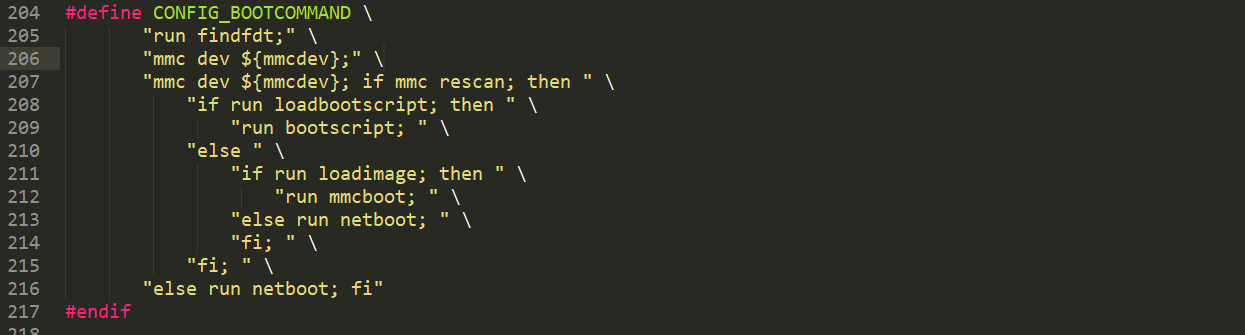 204 #define CONFIG_BOOTCOMMAND \
205 "run findfdt;" \
206 "mmc dev ${mmcdev};" \
207 "mmc dev ${mmcdev}; if mmc rescan; then " \
208 "if run loadbootscript; then " \
209 "run bootscript; " \
210 "else " \
211 "if run loadimage; then " \
212 "run mmcboot; " \
213 "else run netboot; " \
214 "fi; " \
215 "fi; " \
216 "else run netboot; fi"
217 #endif
218